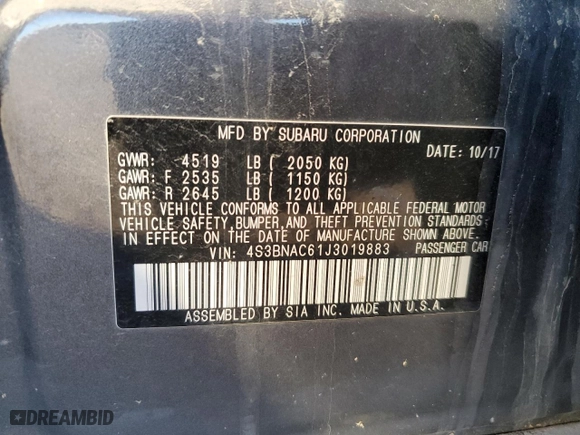 MFD BY SUBARU CORPORATION
DATE: 10/17
GVWR: 4519 LB ( 2050 KG)
GAWR: F 2535 LB ( 1150 KG)
GAWR: R 2645 LB ( 1200 KG)
THIS VEHICLE CONFORMS TO ALL APPLICABLE FEDERAL MOTOR
VEHICLE SAFETY, BUMPER, AND THEFT PREVENTION STANDARDS
IN EFFECT ON THE DATE OF MANUFACTURE SHOWN ABOVE.
VIN: 4S3BNAC61J3019883 PASSENGER CAR
ASSEMBLED BY SIA INC. MADE IN U.S.A.
DREAMBID